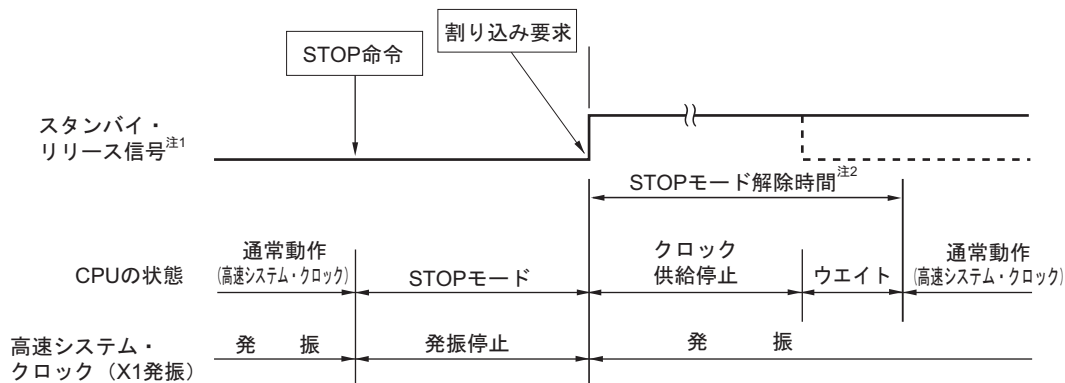 割り込み要求
STOP命令
スタンバイ・
リリース信号注1
STOPモード解除時間注2
CPUの状態
通常動作
(高速システム・クロック)
STOPモード
クロック
供給停止
ウエイト
通常動作
(高速システム・クロック)
高速システム・
クロック（X1発振）
発　振
発振停止
発　振